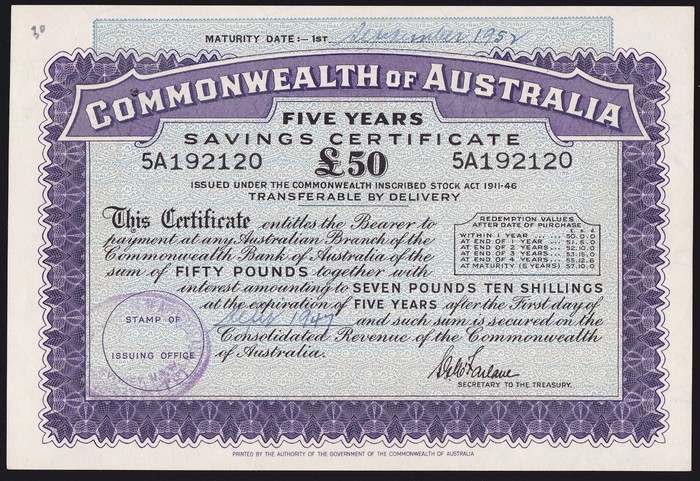 30
MATURITY DATE:- 1ST September 1952
COMMONWEALTH OF AUSTRALIA
FIVE YEARS
SAVINGS CERTIFICATE
5A192120 £50 5A192120
ISSUED UNDER THE COMMONWEALTH INSCRIBED STOCK ACT 1911-46
TRANSFERABLE BY DELIVERY
This Certificate entitles the Bearer to
payment at any Australian Branch of the
Commonwealth Bank of Australia of the
sum of FIFTY POUNDS together with
REDEMPTION VALUES
AFTER DATE OF PURCHASE
£ s d
WITHIN 1 YEAR .... 50.0.0
AT END OF 1 YEAR ... 51.5.0
AT END OF 2 YEARS... 52.10.0
AT END OF 3 YEARS... 53.15.0
AT END OF 4 YEARS... 55.12.6
AT MATURITY (5 YEARS) 57.10.0
interest amounting to SEVEN POUNDS TEN SHILLINGS
at the expiration of FIVE YEARS after the First day of
Sept. 1947 and such sum is secured on the
Consolidated Revenue of the Commonwealth
of Australia.
STAMP OF
ISSUING OFFICE
SECRETARY TO THE TREASURY.
PRINTED BY THE AUTHORITY OF THE GOVERNMENT OF THE COMMONWEALTH OF AUSTRALIA